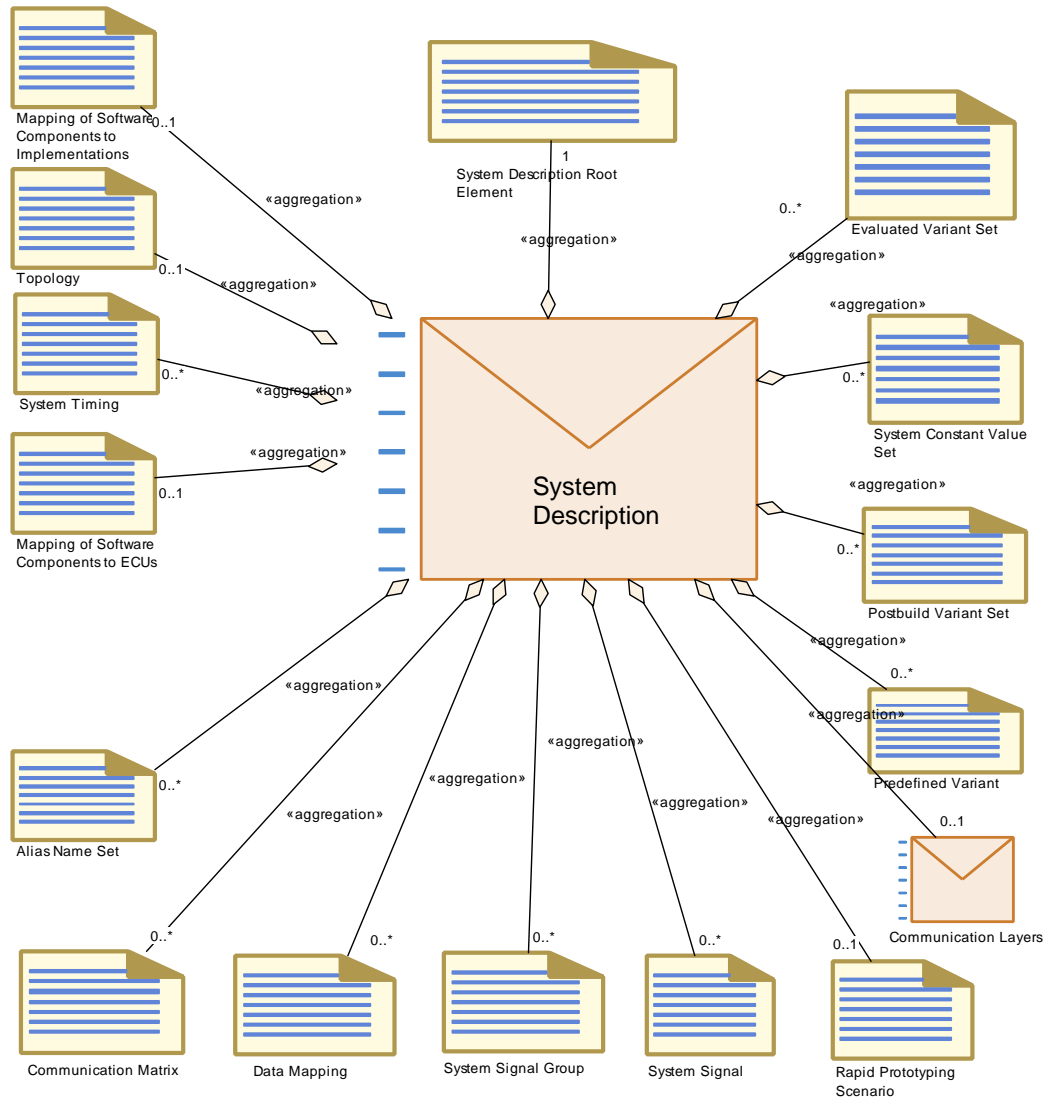 Mapping of Software
Components to
Implementations
0..1
«aggregation»
System Description Root
Element
1
«aggregation»
Evaluated Variant Set
0..*
«aggregation»
Topology
0..1
«aggregation»
System Constant Value
Set
0..*
«aggregation»
System Timing
0..*
«aggregation»
Mapping of Software
Components to ECUs
0..1
«aggregation»
System
Description
Postbuild Variant Set
0..*
«aggregation»
Predefined Variant
0..*
«aggregation»
Alias Name Set
0..*
«aggregation»
Communication Layers
0..1
«aggregation»
Communication Matrix
0..*
«aggregation»
Data Mapping
0..*
«aggregation»
System Signal Group
0..*
«aggregation»
System Signal
0..*
«aggregation»
Rapid Prototyping
Scenario
0..1
«aggregation»